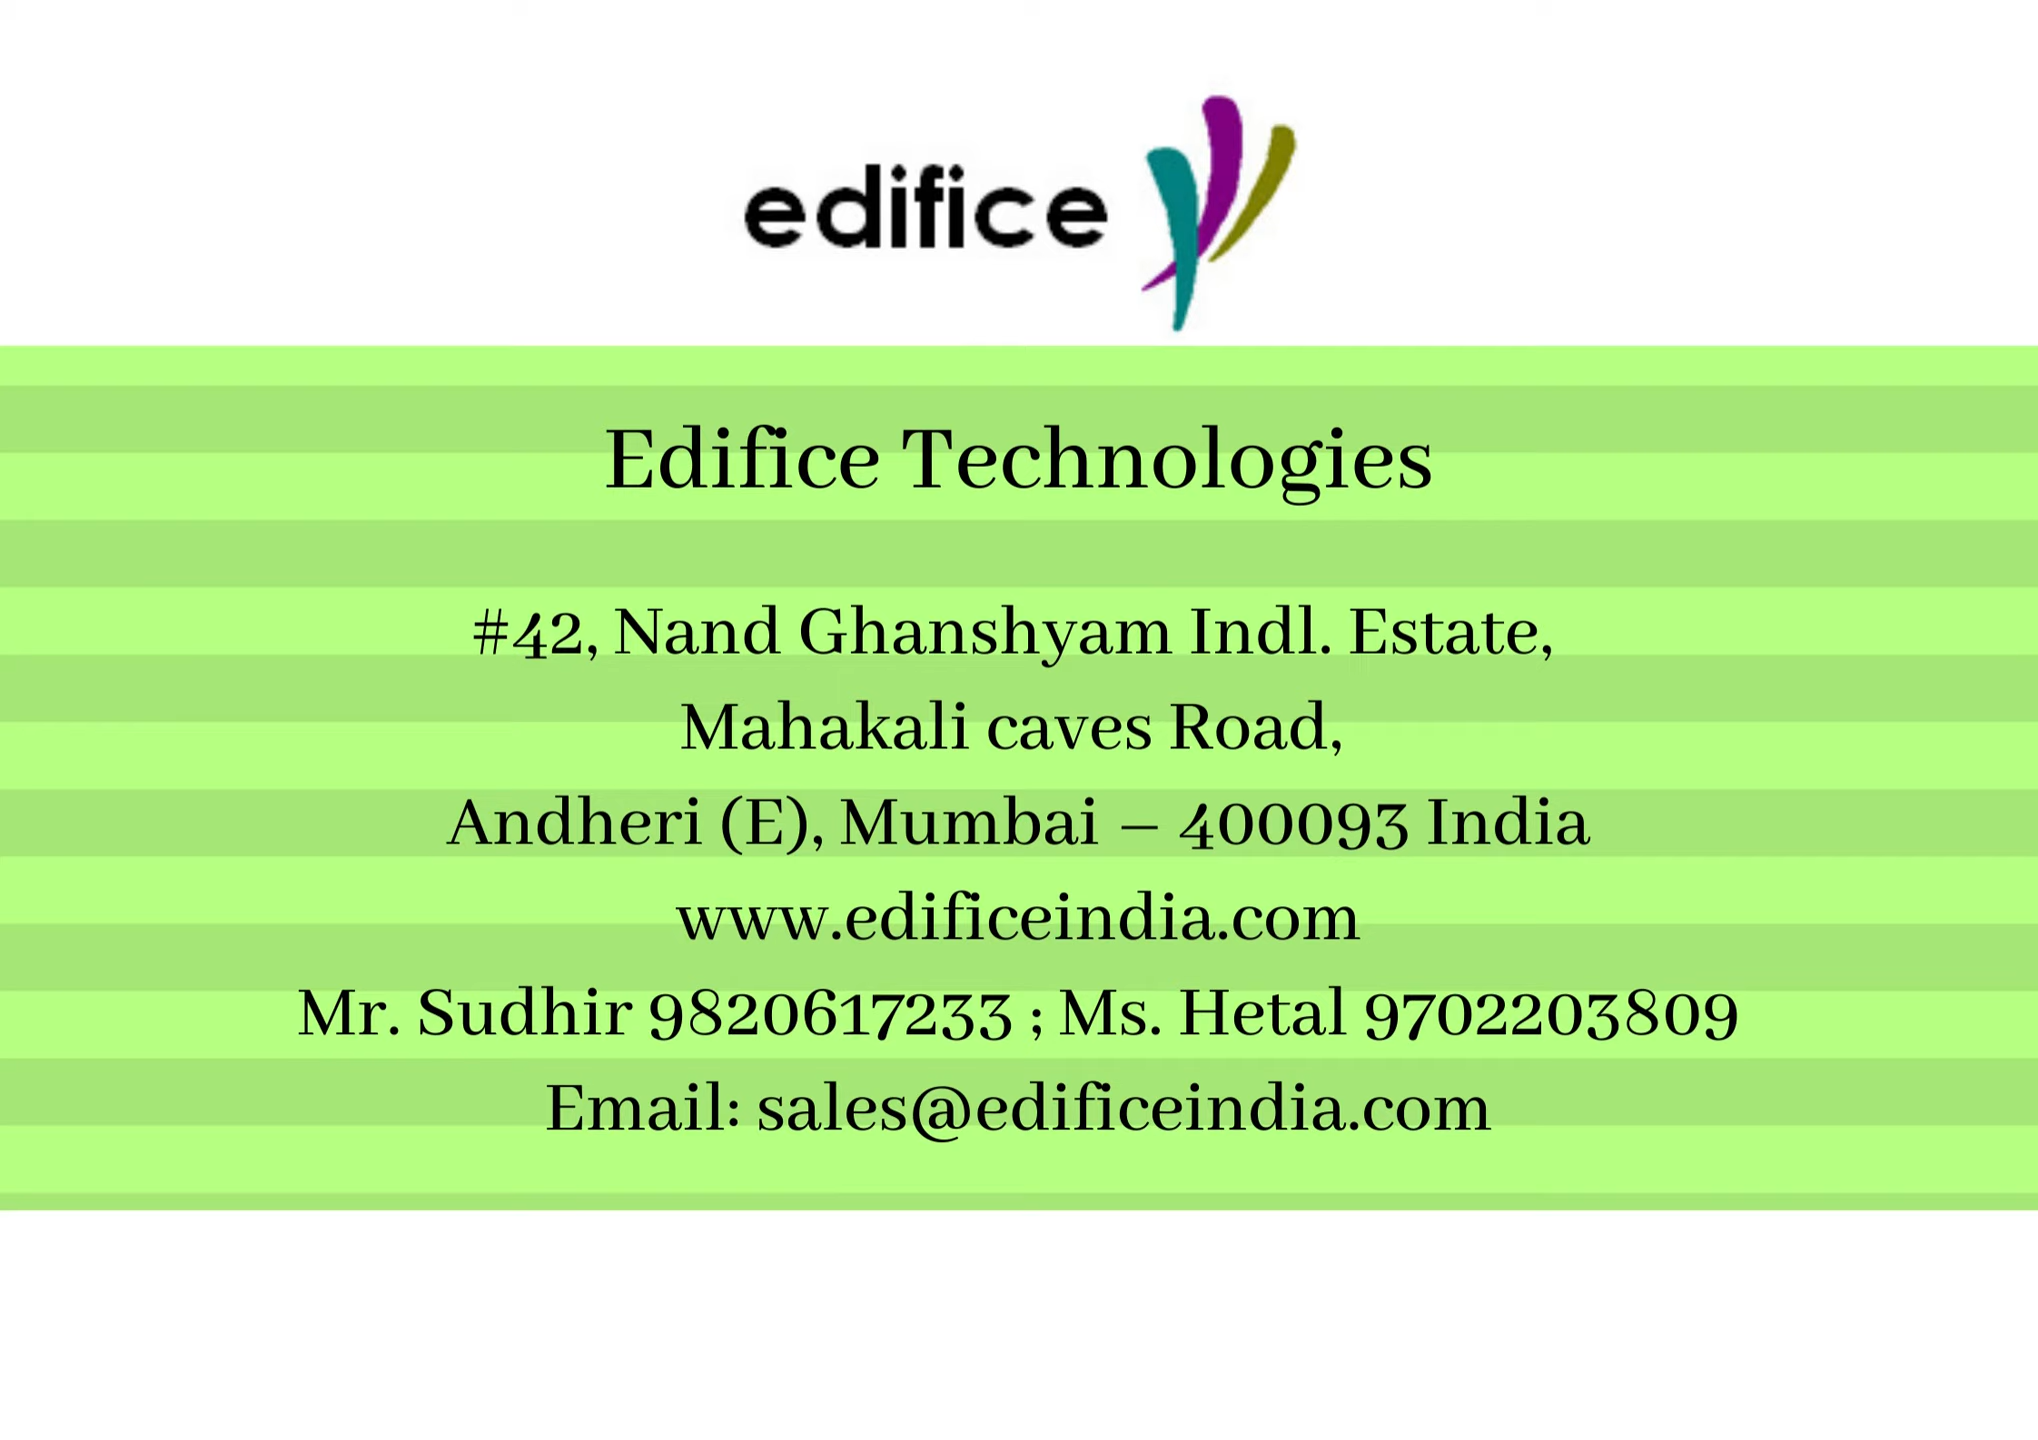 edifice
Edifice Technologies
#42, Nand Ghanshyam Indl. Estate,
Mahakali caves Road,
Andheri (E), Mumbai – 400093 India
www.edificeindia.com
Mr. Sudhir 9820617233 ; Ms. Hetal 9702203809
Email: sales@edificeindia.com